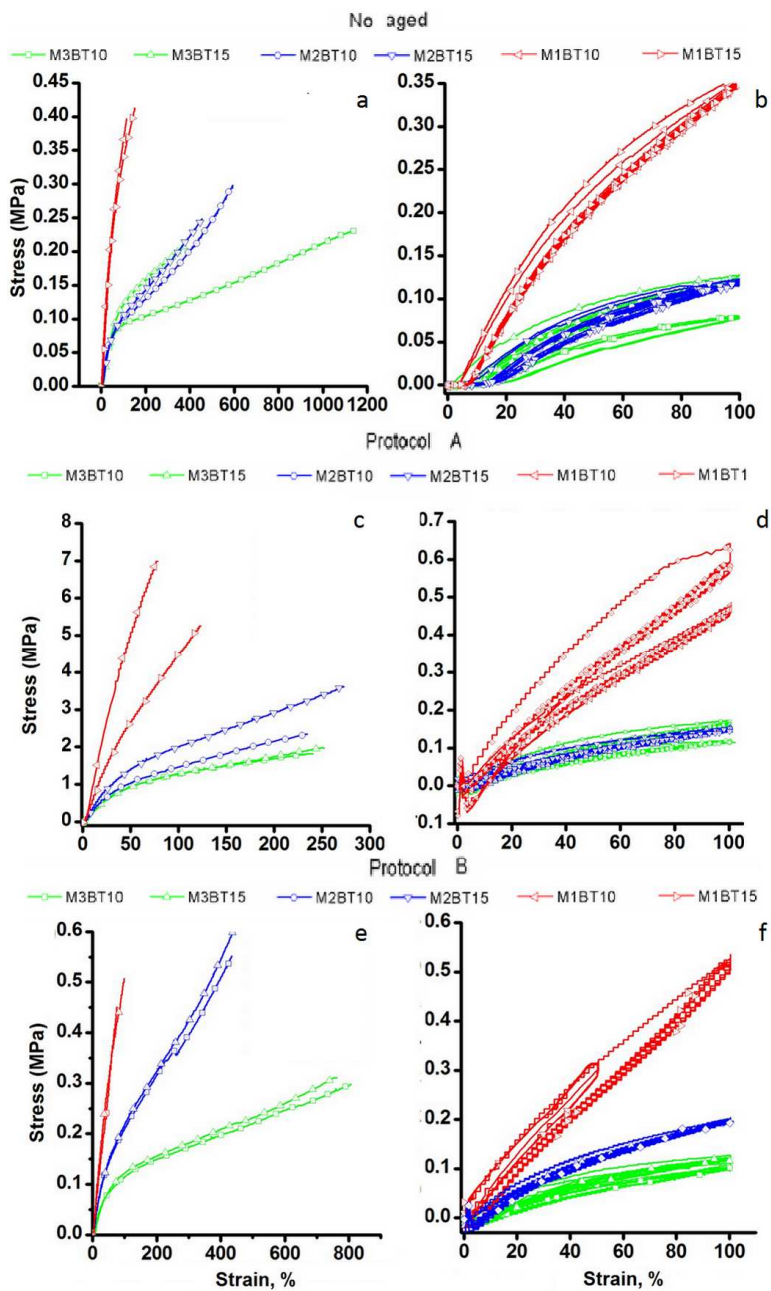 No aged
M3BT10 M3BT15 M2BT10 M2BT15 M1BT10 M1BT15
a
0.45
0.40
0.35
0.30
0.25
0.20
0.15
0.10
0.05
0.00
Stress (MPa)
0 200 400 600 800 1000 1200
b
0.35
0.30
0.25
0.20
0.15
0.10
0.05
0.00
0 20 40 60 80 100
Protocol A
M3BT10 M3BT15 M2BT10 M2BT15 M1BT10 M1BT1
c
8
7
6
5
4
3
2
1
0
Stress (MPa)
0 50 100 150 200 250 300
d
0.7
0.6
0.5
0.4
0.3
0.2
0.1
0.0
0.1
0 20 40 60 80 100
Protocol B
M3BT10 M3BT15 M2BT10 M2BT15 M1BT10 M1BT15
e
0.6
0.5
0.4
0.3
0.2
0.1
0.0
Stress (MPa)
0 200 400 600 800
Strain, %
f
0.6
0.5
0.4
0.3
0.2
0.1
0.0
0 20 40 60 80 100
Strain, %